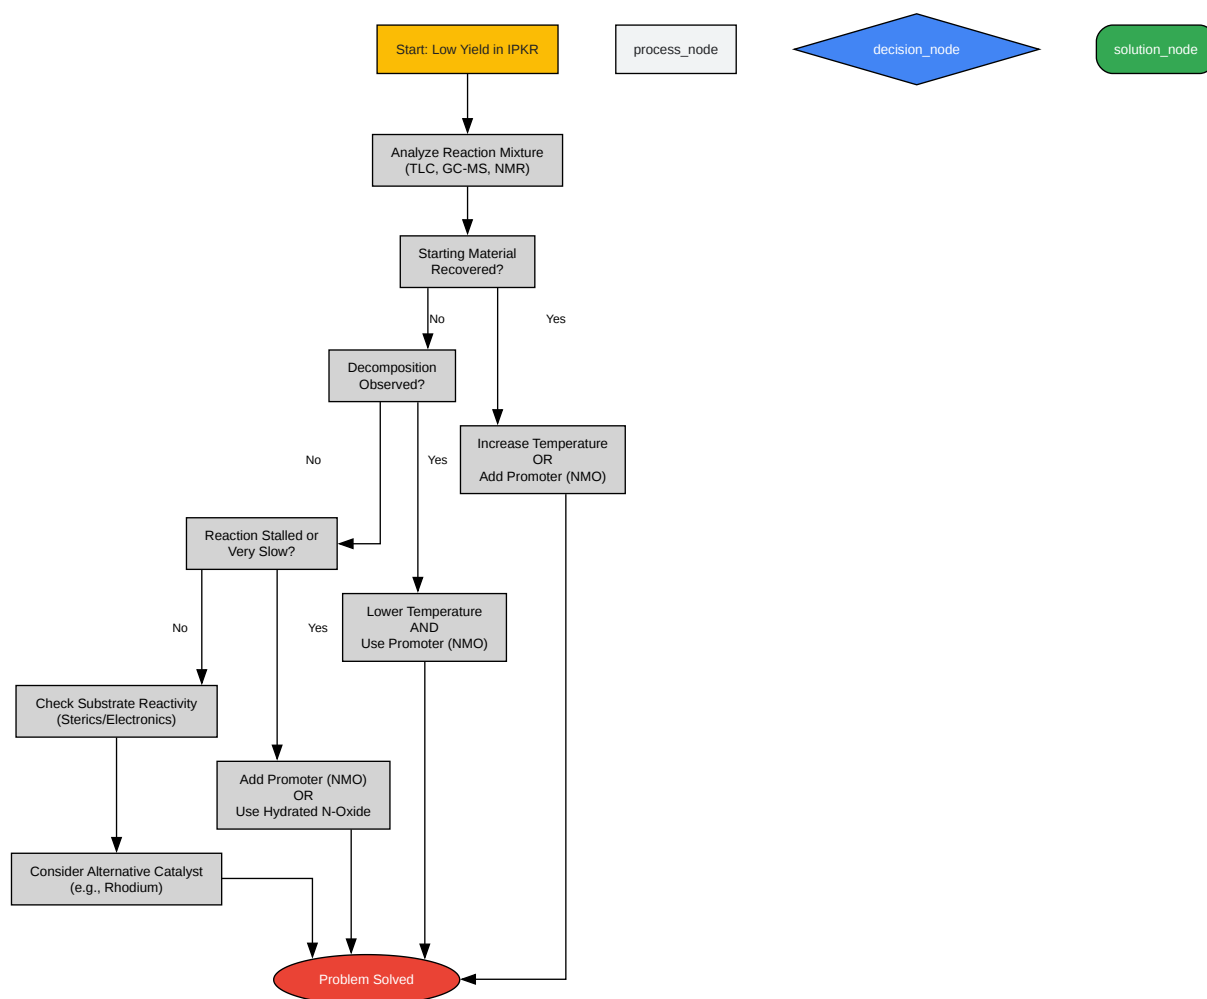 Start: Low Yield in IPKR
process_node
decision_node
solution_node
Analyze Reaction Mixture
(TLC, GC-MS, NMR)
Starting Material
Recovered?
No
Yes
Decomposition
Observed?
Increase Temperature
OR
Add Promoter (NMO)
No
Yes
Reaction Stalled or
Very Slow?
Lower Temperature
AND
Use Promoter (NMO)
No
Yes
Check Substrate Reactivity
(Sterics/Electronics)
Add Promoter (NMO)
OR
Use Hydrated N-Oxide
Consider Alternative Catalyst
(e.g., Rhodium)
Problem Solved